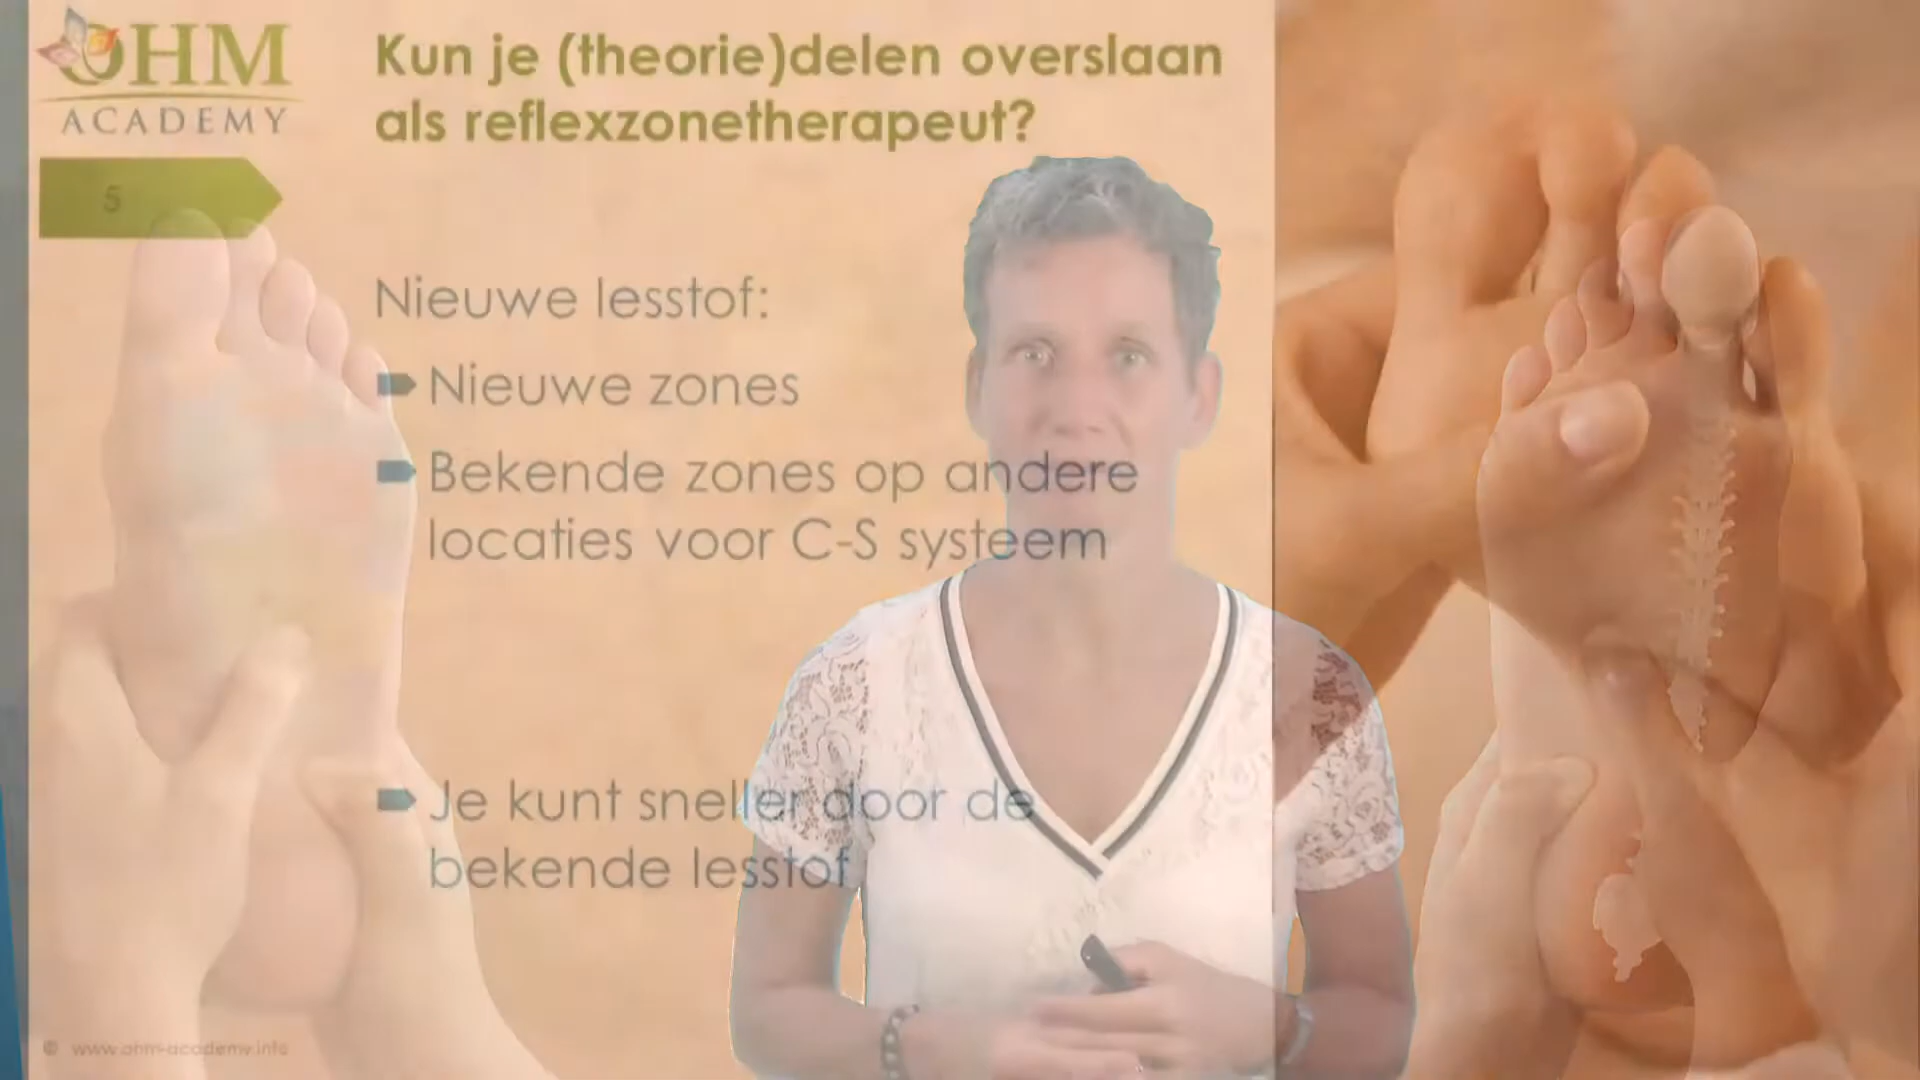 OHM
ACADEMY
Kun je (theorie)delen overslaan
als reflexzonetherapeut?
5
Nieuwe lesstof:
Nieuwe zones
Bekende zones op andere
locaties voor C-S systeem
Je kunt sneller door de
bekende lesstof
© www.ohm-academy.info